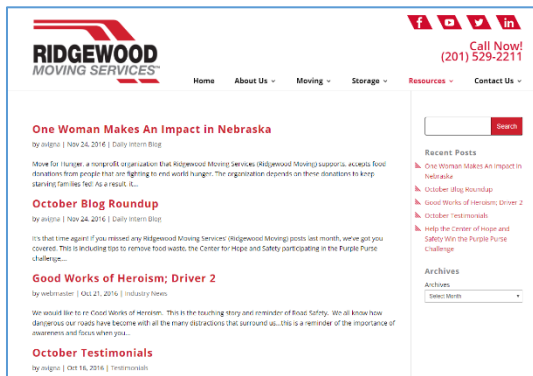 RIDGEWOOD
MOVING SERVICES
Call Now!
(201) 529-2211
Home About Us Moving Storage Resources Contact Us
One Woman Makes An Impact in Nebraska
by avigna | Nov 24, 2016 | Daily Intern Blog
Move for Hunger, a nonprofit organization that Ridgewood Moving Services (Ridgewood Moving) supports, accepts food
donations from people that are fighting to end world hunger. The organization depends on these donations to keep
starving families fed! As a result, it...
October Blog Roundup
by avigna | Nov 24, 2016 | Daily Intern Blog
It's that time again! If you missed any Ridgewood Moving Services' (Ridgewood Moving) posts last month, we've got you
covered. This is including tips to remove food waste, the Center for Hope and Safety participating in the Purple Purse
challenge,...
Good Works of Heroism; Driver 2
by webmaster | Oct 21, 2016 | Industry News
We would like to re Good Works of Heroism. This is the touching story and reminder of Road Safety. We all know how
dangerous our roads have become with all the many distractions that surround us...this is a reminder of the importance of
awareness and focus when you...
October Testimonials
by avigna | Oct 16, 2016 | Testimonials
Search
Recent Posts
One Woman Makes An Impact in
Nebraska
October Blog Roundup
Good Works of Heroism; Driver 2
October Testimonials
Help the Center of Hope and
Safety Win the Purple Purse
Challenge
Archives
Archives
Select Month